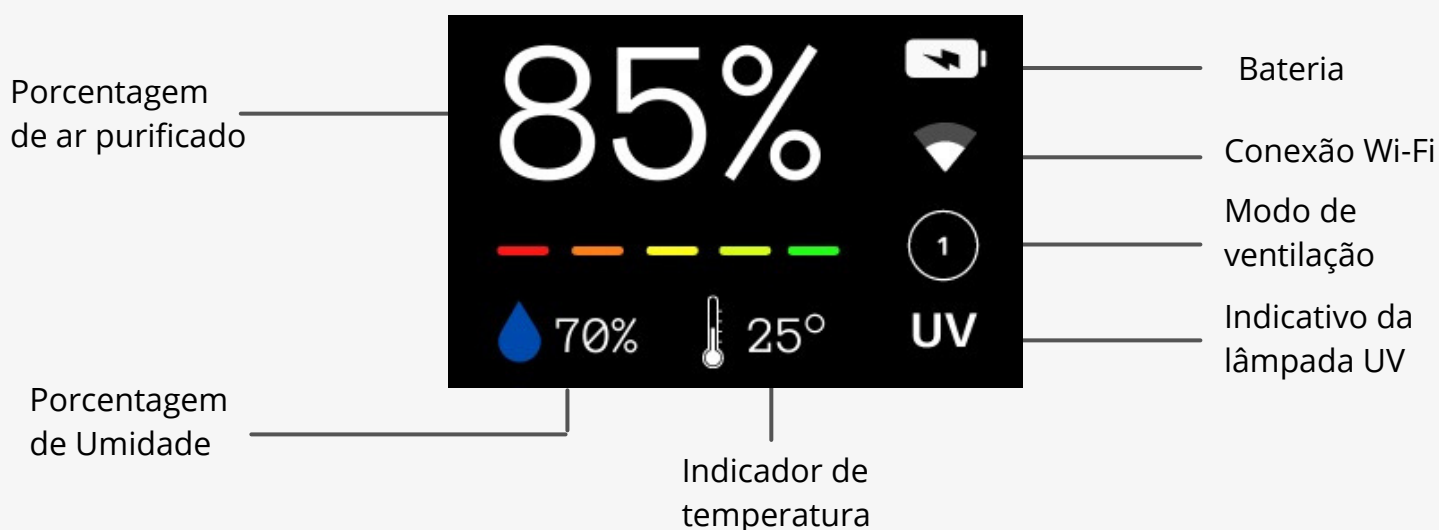 Porcentagem
de ar purificado
85%
Bateria
Conexão Wi-Fi
1
Modo de
ventilação
70%
25°
UV
Indicativo da
lâmpada UV
Porcentagem
de Umidade
Indicador de
temperatura